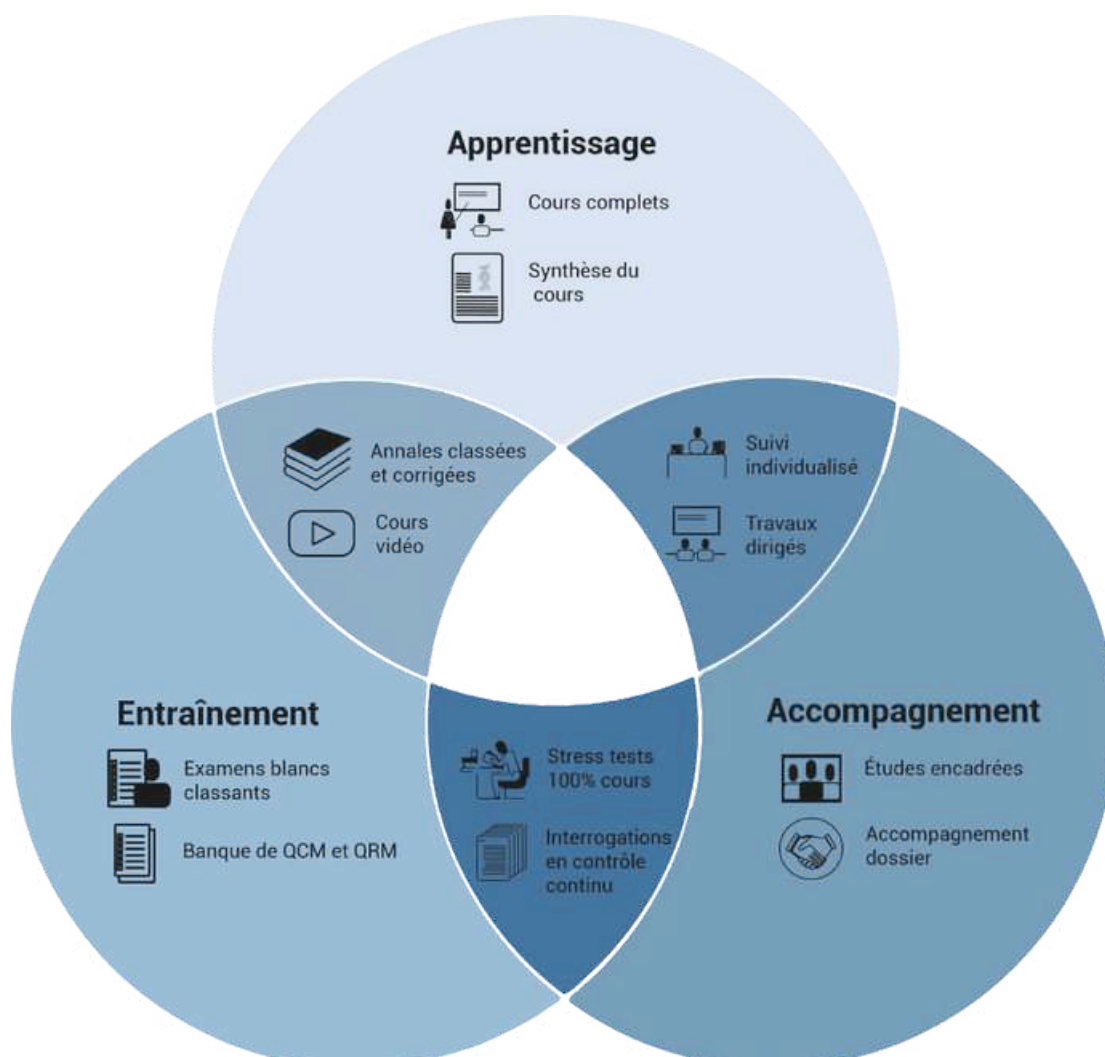 Apprentissage
Cours complets
Synthèse du
cours
Annales classées
et corrigées
Cours
vidéo
Suivi
individualisé
Travaux
dirigés
Entraînement
Examens blancs
classants
Banque de QCM et QRM
Stress tests
100% cours
Interrogations
en contrôle
continu
Accompagnement
Études encadrées
Accompagnement
dossier